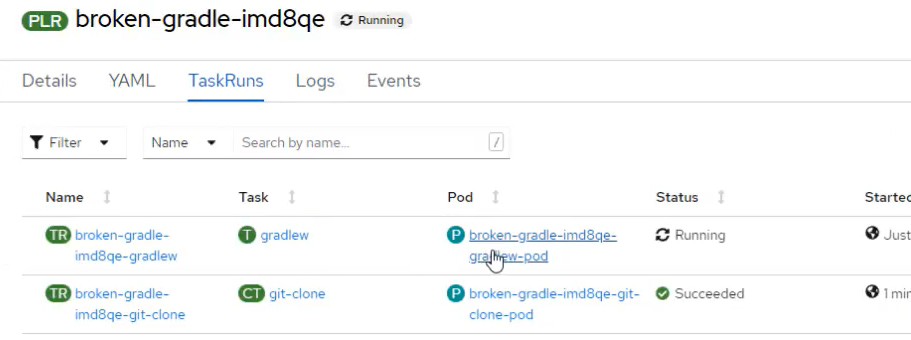 PLR broken-gradle-imd8qe Running
Details YAML TaskRuns Logs Events
Filter Name Search by name... /
Name Task Pod Status Started
TR broken-gradle- T gradlew P broken-gradle-imd8qe- Running Just
imd8qe-gradlew gradlew-pod
TR broken-gradle- CT git-clone P broken-gradle-imd8qe-git- Succeeded 1 min
imd8qe-git-clone clone-pod